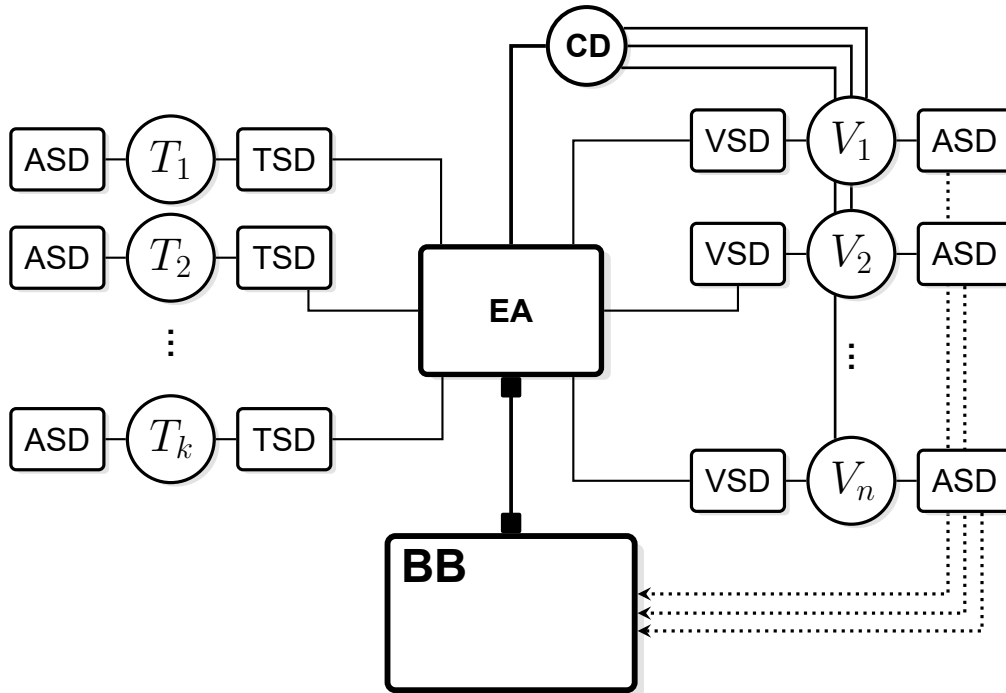 CD
ASD T₁ TSD VSD V₁ ASD
ASD T₂ TSD VSD V₂ ASD
EA
⋮ ⋮
ASD Tₖ TSD
VSD Vₙ ASD
BB